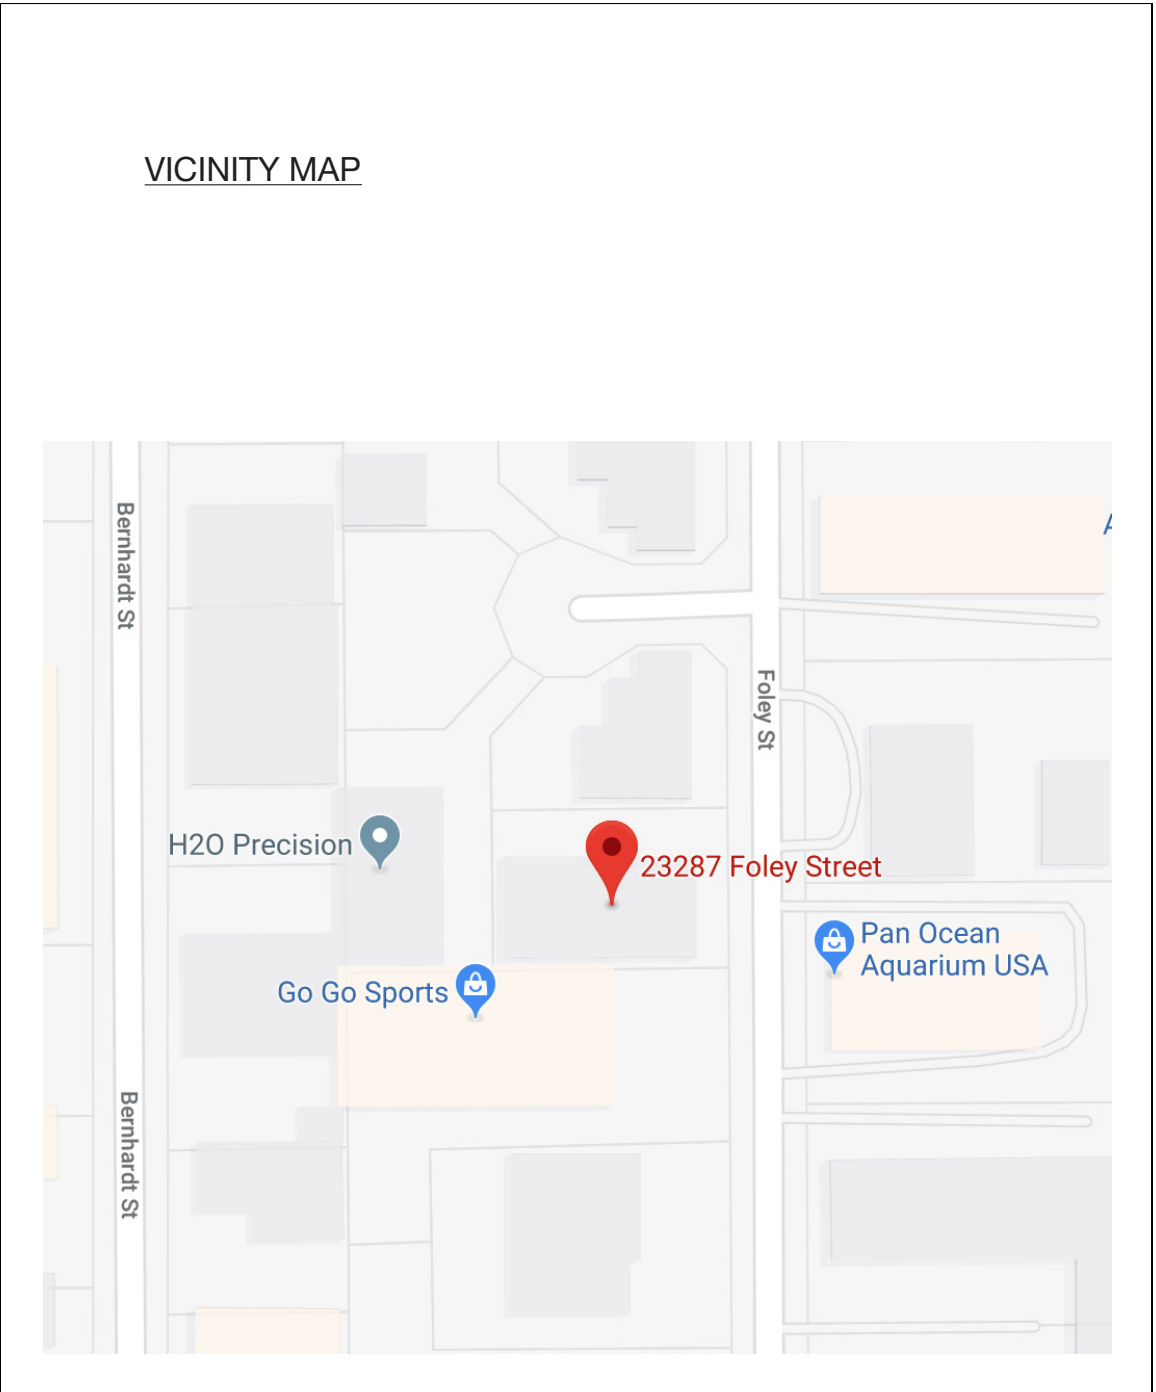 VICINITY MAP
Bernhardt St
Foley St
H2O Precision
23287 Foley Street
Pan Ocean
Aquarium USA
Go Go Sports
Bernhardt St